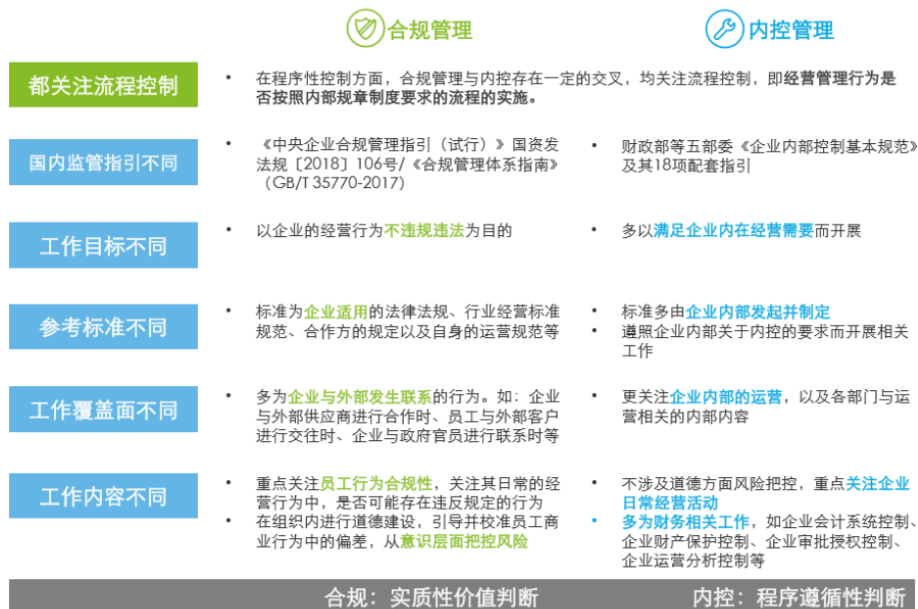 合规管理
内控管理
都关注流程控制
• 在程序性控制方面，合规管理与内控存在一定的交叉，均关注流程控制，即经营管理行为是
否按照内部规章制度要求的流程的实施。
国内监管指引不同
• 《中央企业合规管理指引（试行）》国资发
法规〔2018〕106号/《合规管理体系指南》
（GB/T 35770-2017）
• 财政部等五部委《企业内部控制基本规范》
及其18项配套指引
工作目标不同
• 以企业的经营行为不违规违法为目的
• 多以满足企业内在经营需要而开展
参考标准不同
• 标准为企业适用的法律法规、行业经营标准
规范、合作方的规定以及自身的运营规范等
• 标准多由企业内部发起并制定
• 遵照企业内部关于内控的要求而开展相关
工作
工作覆盖面不同
• 多为企业与外部发生联系的行为。如：企业
与外部供应商进行合作时、员工与外部客户
进行交往时、企业与政府官员进行联系时等
• 更关注企业内部的运营，以及各部门与运
营相关的内部内容
工作内容不同
• 重点关注员工行为合规性，关注其日常的经
营行为中，是否可能存在违反规定的行为
• 在组织内进行道德建设，引导并校准员工商
业行为中的偏差，从意识层面把控风险
• 不涉及道德方面风险把控，重点关注企业
日常经营活动
• 多为财务相关工作，如企业会计系统控制、
企业财产保护控制、企业审批授权控制、
企业运营分析控制等
合规：实质性价值判断
内控：程序遵循性判断